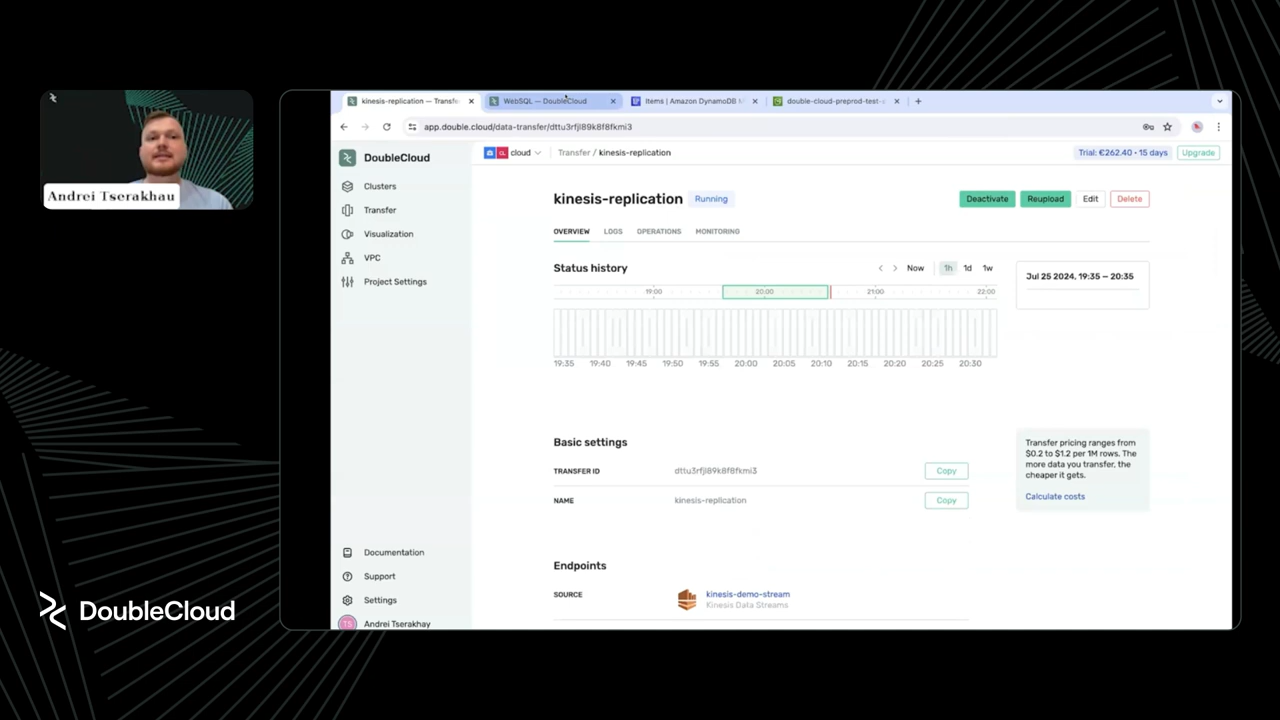 Andrei Tserakhau
DoubleCloud
kinesis-replication — Transfe
WebSQL — DoubleCloud
Items | Amazon DynamoDB M
double-cloud-preprod-test-
app.double.cloud/data-transfer/dttu3rfjl89k8f8fkmi3
DoubleCloud
Clusters
Transfer
Visualization
VPC
Project Settings
Documentation
Support
Settings
Andrei Tserakhay
cloud
Transfer / kinesis-replication
Trial: €262.40 • 15 days
Upgrade
kinesis-replication
Running
Deactivate
Reupload
Edit
Delete
OVERVIEW LOGS OPERATIONS MONITORING
Status history
Now 1h 1d 1w
19:00 20:00 21:00 22:00
19:35 19:40 19:45 19:50 19:55 20:00 20:05 20:10 20:15 20:20 20:25 20:30
Jul 25 2024, 19:35 — 20:35
Basic settings
TRANSFER ID dttu3rfjl89k8f8fkmi3 Copy
NAME kinesis-replication Copy
Transfer pricing ranges from
$0.2 to $1.2 per 1M rows. The
more data you transfer, the
cheaper it gets.
Calculate costs
Endpoints
SOURCE kinesis-demo-stream
Kinesis Data Streams